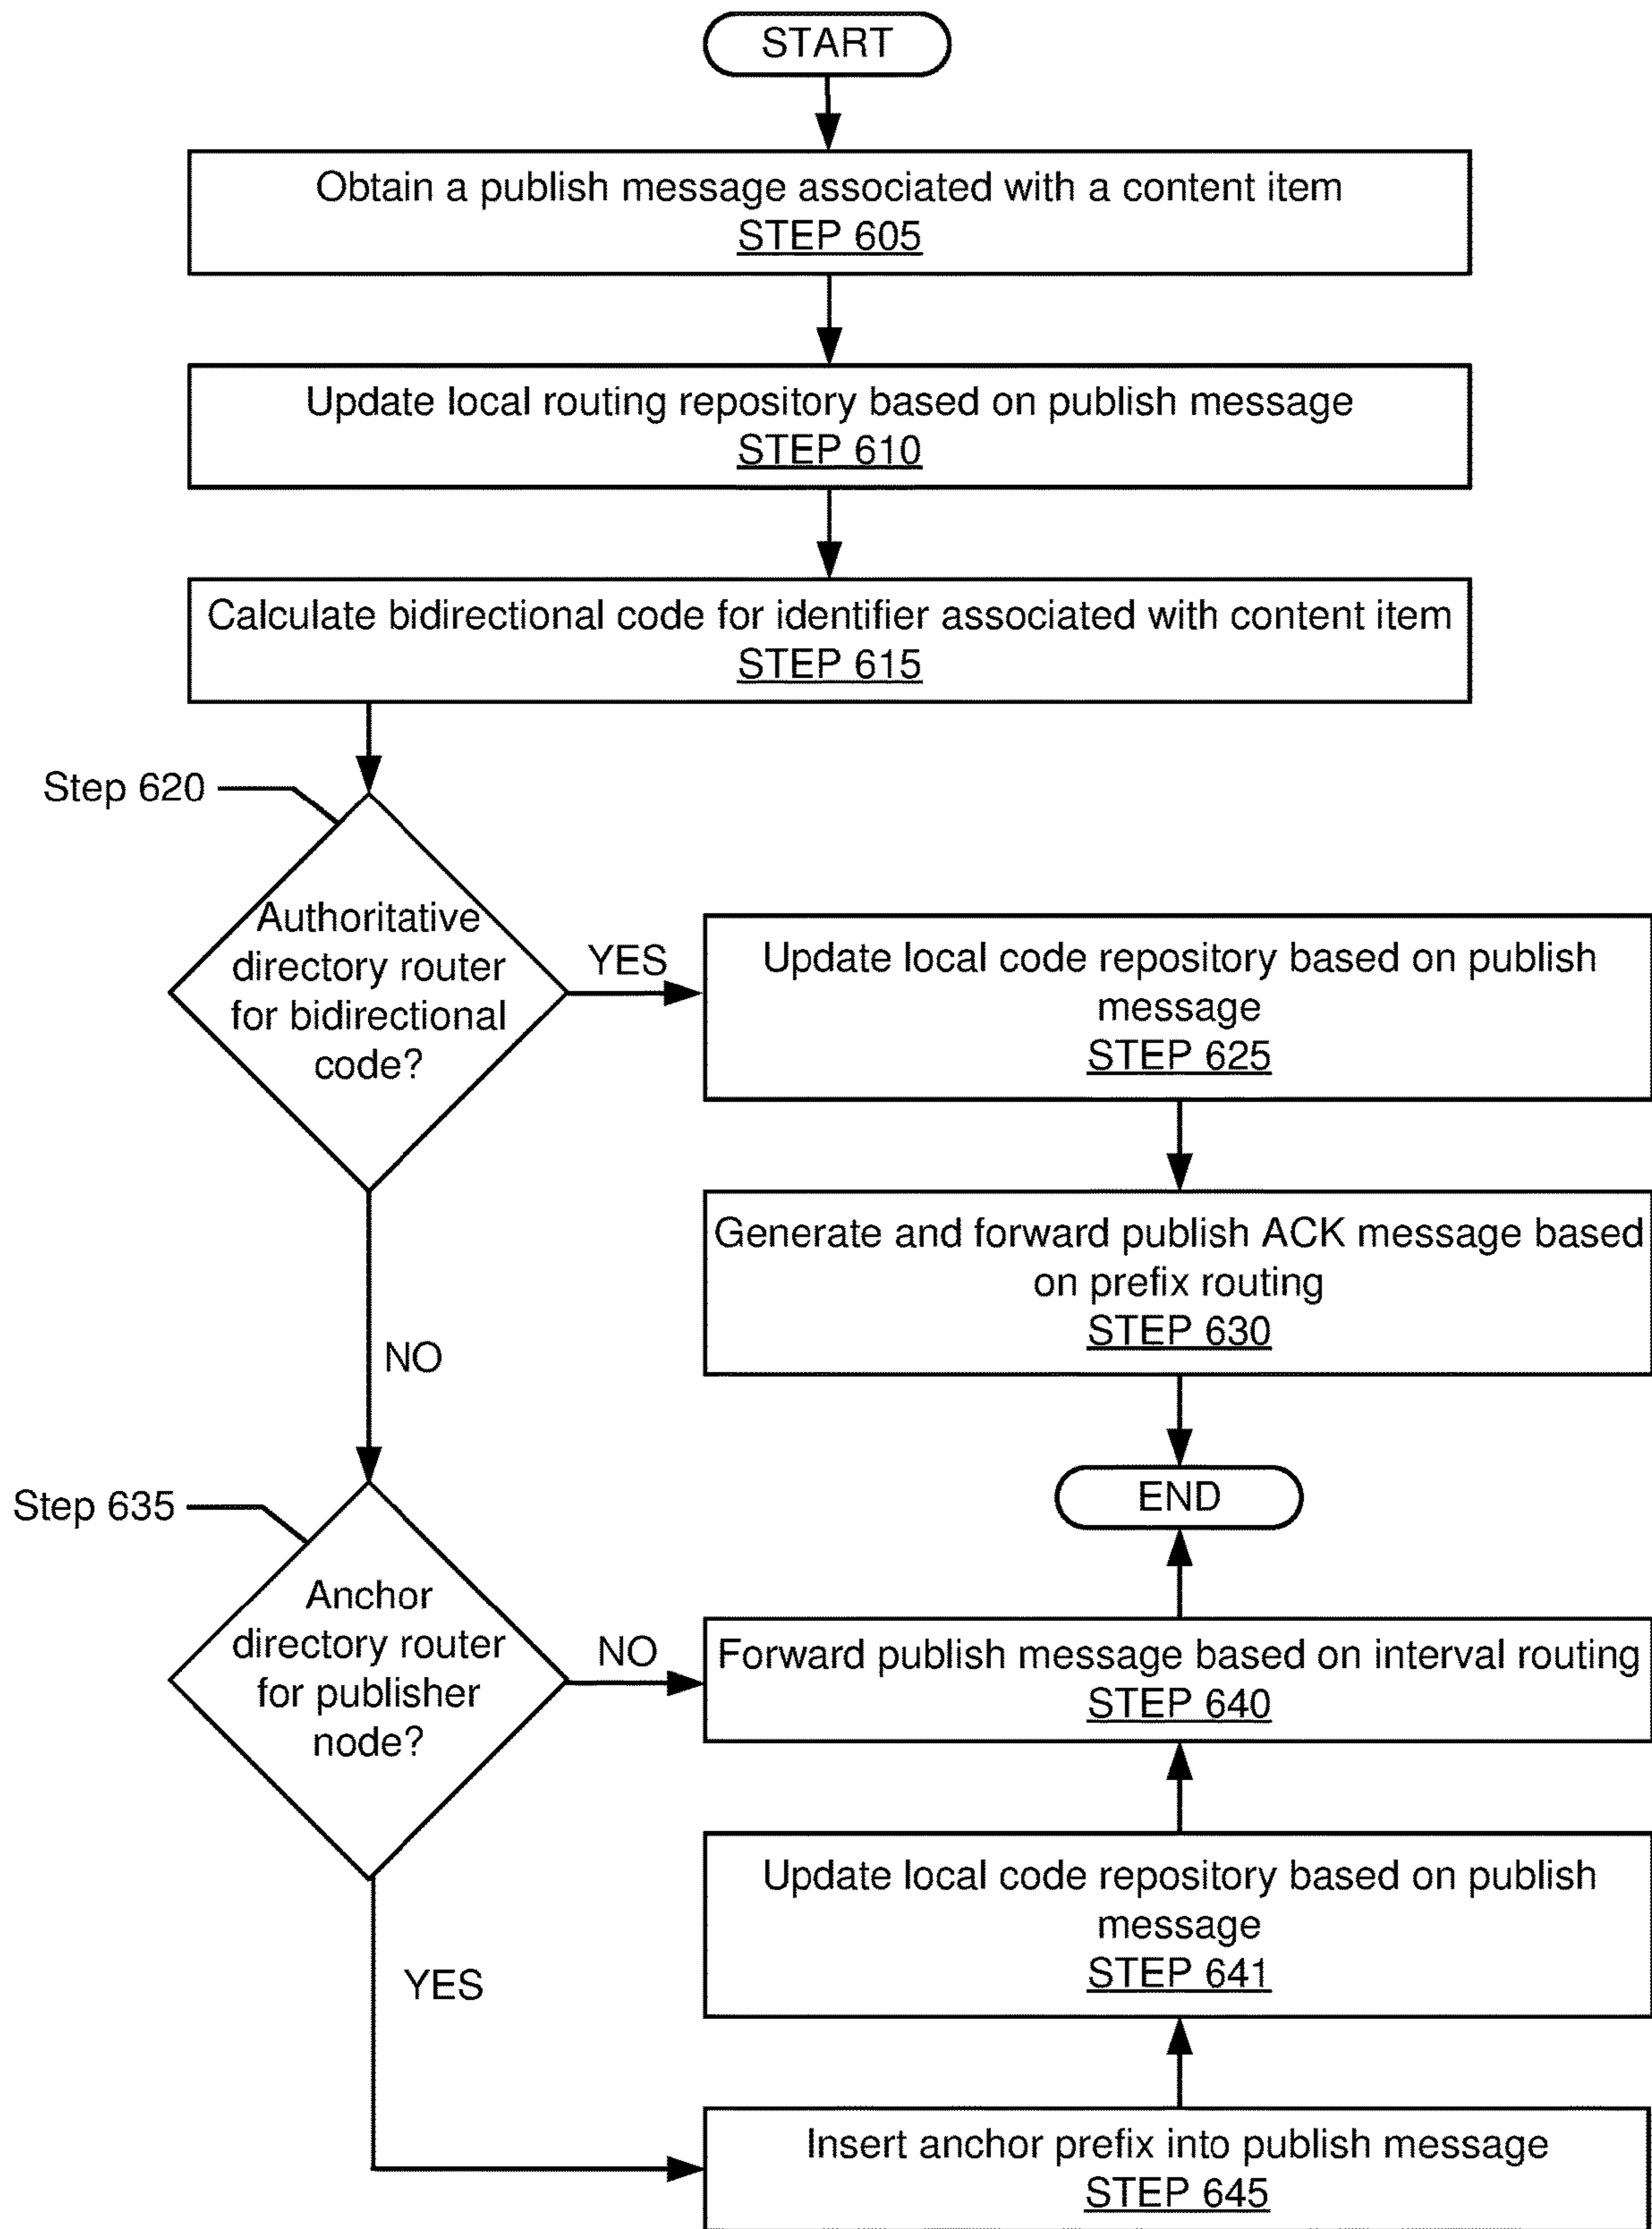 START
Obtain a publish message associated with a content item
STEP 605
Update local routing repository based on publish message
STEP 610
Calculate bidirectional code for identifier associated with content item
STEP 615
Step 620
Authoritative
directory router
for bidirectional
code?
YES
Update local code repository based on publish
message
STEP 625
Generate and forward publish ACK message based
on prefix routing
STEP 630
NO
END
Step 635
Anchor
directory router
for publisher
node?
NO
Forward publish message based on interval routing
STEP 640
Update local code repository based on publish
message
STEP 641
YES
Insert anchor prefix into publish message
STEP 645